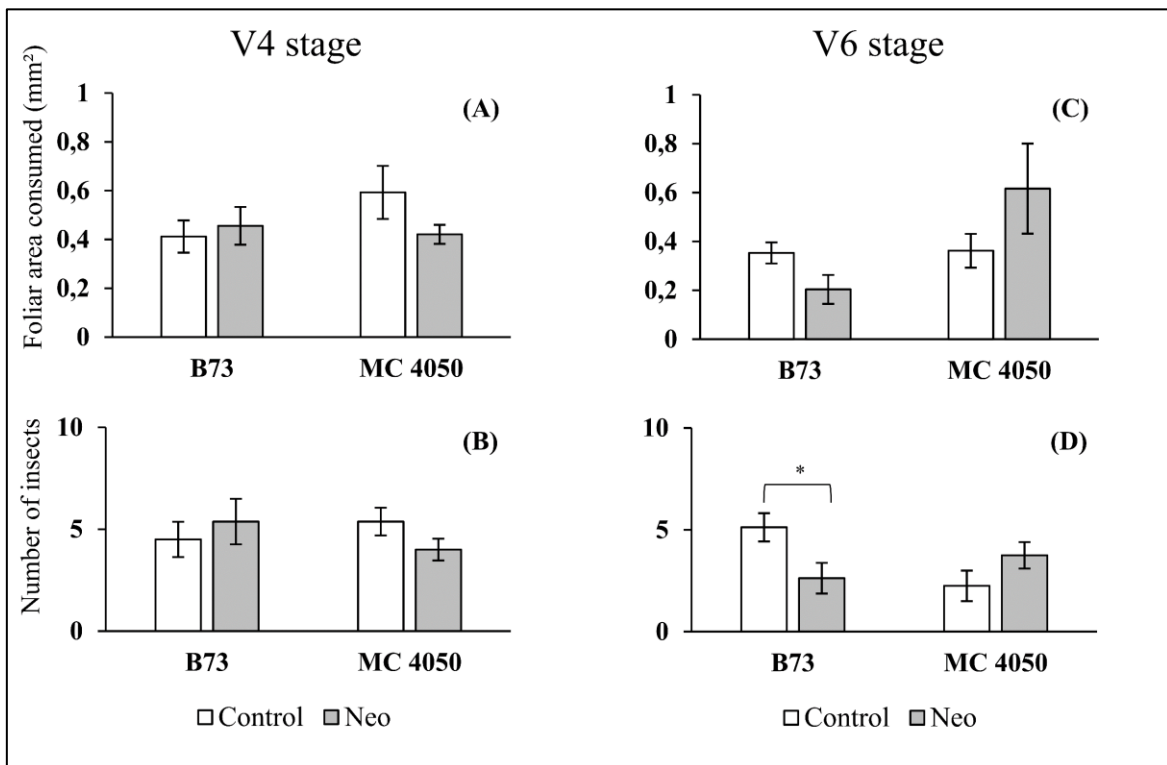 V4 stage
V6 stage
Foliar area consumed (mm²)
1
0,8
0,6
0,4
0,2
0
(A)
B73
MC 4050
1
0,8
0,6
0,4
0,2
0
(C)
B73
MC 4050
Number of insects
10
5
0
(B)
B73
MC 4050
10
5
0
(D)
*
B73
MC 4050
Control
Neo
Control
Neo